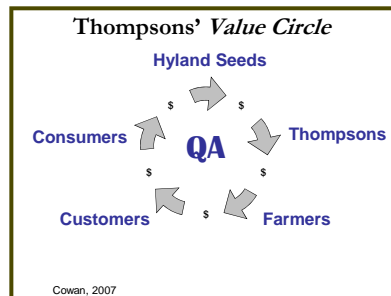 Thompsons' Value Circle
Hyland Seeds
$ $
Consumers QA Thompsons
$ $
Customers $ Farmers
Cowan, 2007